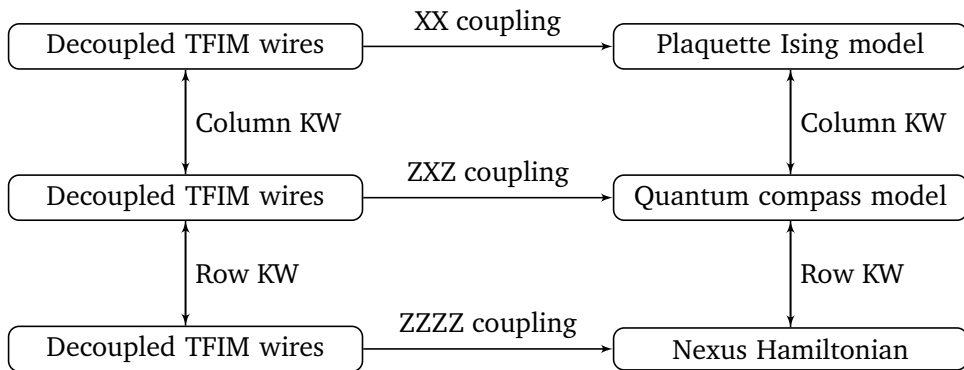 Decoupled TFIM wires
XX coupling
Plaquette Ising model
Column KW
Column KW
Decoupled TFIM wires
ZXZ coupling
Quantum compass model
Row KW
Row KW
Decoupled TFIM wires
ZZZZ coupling
Nexus Hamiltonian